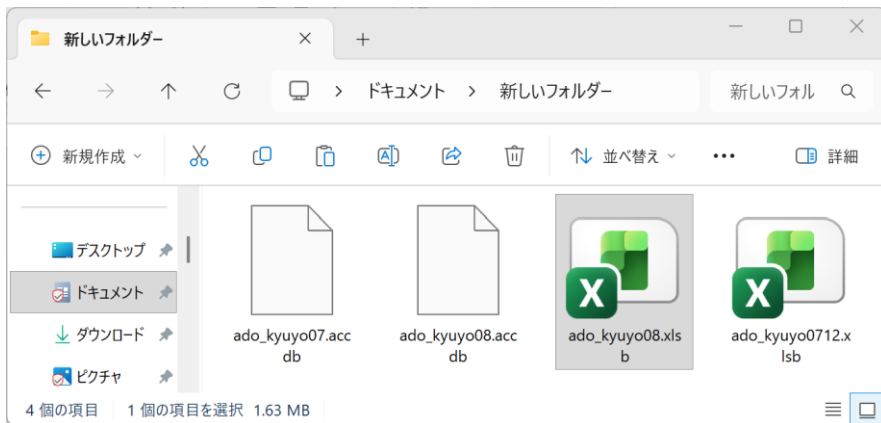 新しいフォルダー
ドキュメント > 新しいフォルダー
新しいフォル
新規作成
並べ替え
詳細
デスクトップ
ドキュメント
ダウンロード
ピクチャ
ado_kyuyo07.acc
db
ado_kyuyo08.acc
db
ado_kyuyo08.xls
b
ado_kyuyo0712.x
lsb
4 個の項目
1 個の項目を選択 1.63 MB